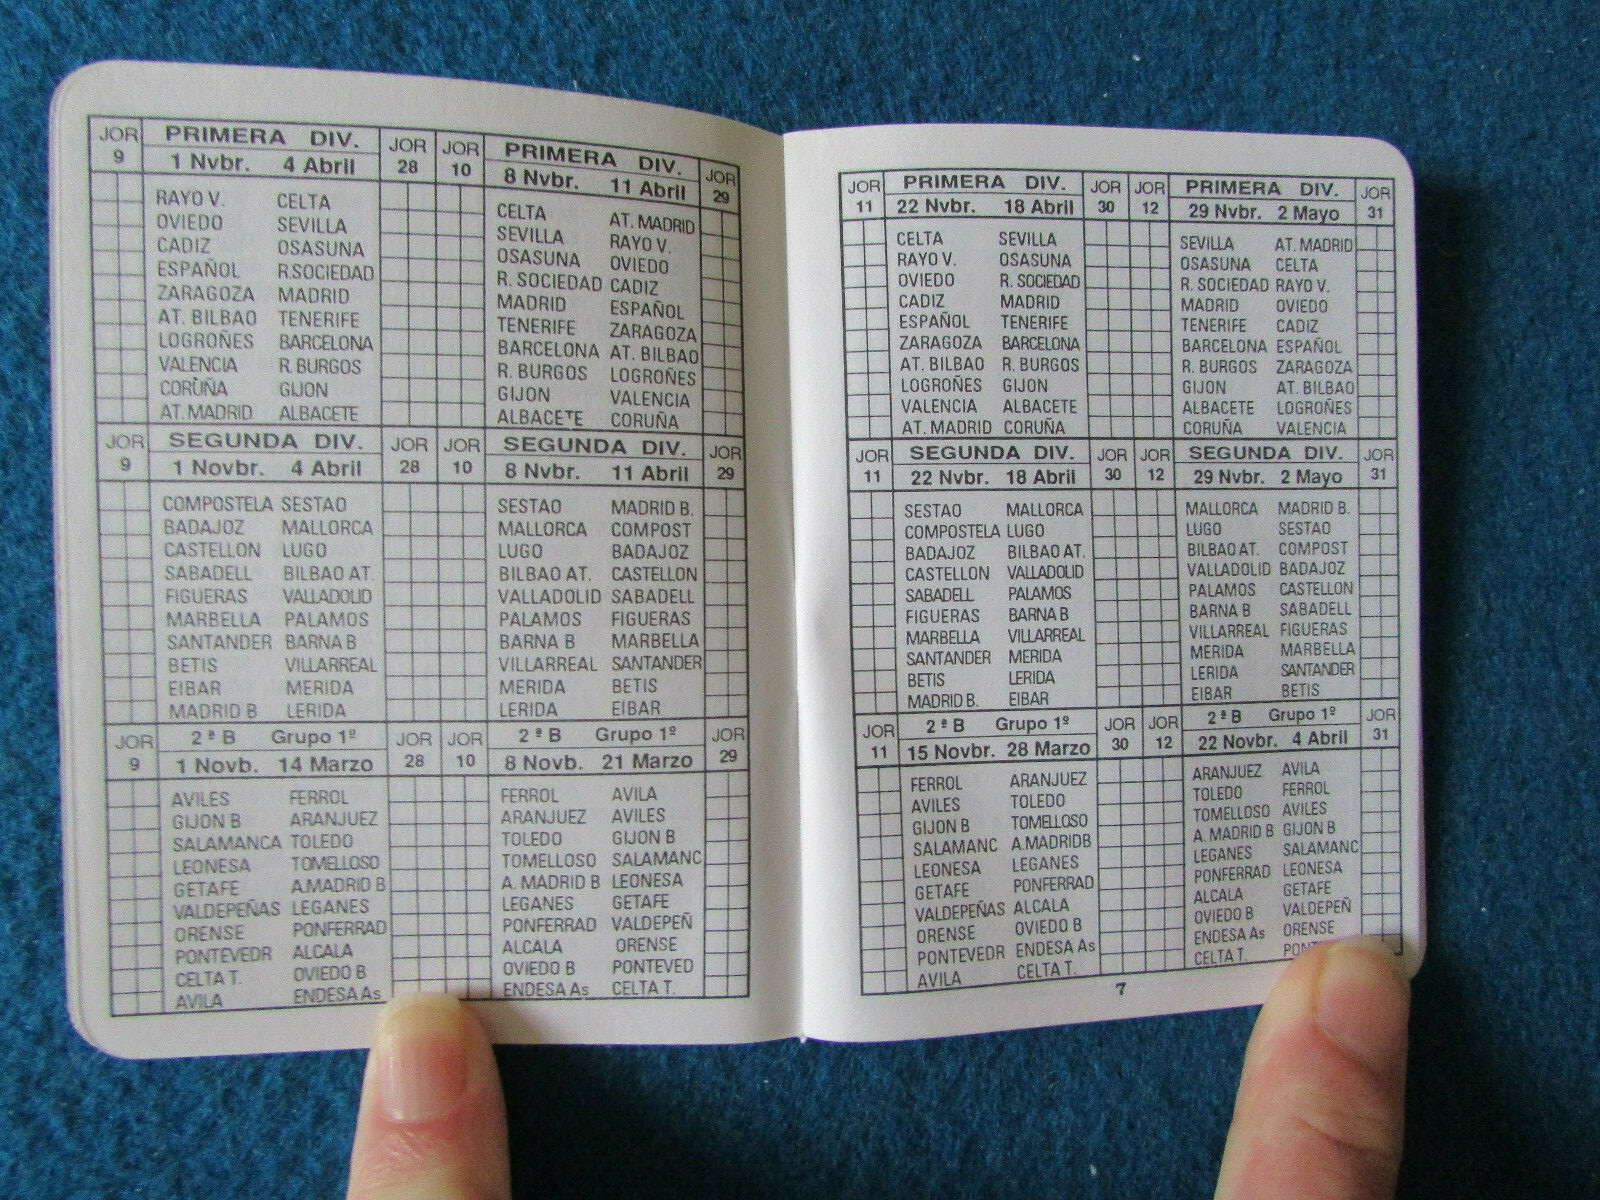 JOR 9 PRIMERA DIV. JOR 28
1 Nvbr. 4 Abril
RAYO V. CELTA
OVIEDO SEVILLA
CADIZ OSASUNA
ESPAÑOL R.SOCIEDAD
ZARAGOZA MADRID
AT. BILBAO TENERIFE
LOGROÑES BARCELONA
VALENCIA R. BURGOS
CORUÑA GIJON
AT. MADRID ALBACETE
JOR 9 SEGUNDA DIV. JOR 28
1 Novbr. 4 Abril
COMPOSTELA SESTAO
BADAJOZ MALLORCA
CASTELLON LUGO
SABADELL BILBAO AT.
FIGUERAS VALLADOLID
MARBELLA PALAMOS
SANTANDER BARNA B
BETIS VILLARREAL
EIBAR MERIDA
MADRID B LERIDA
JOR 9 2ª B Grupo 1º JOR 28
1 Novb. 14 Marzo
AVILES FERROL
GIJON B ARANJUEZ
SALAMANCA TOLEDO
LEONESA TOMELLOSO
GETAFE A.MADRID B
VALDEPEÑAS LEGANES
ORENSE PONFERRAD
PONTEVEDR ALCALA
CELTA T. OVIEDO B
AVILA ENDESA As
JOR 10 PRIMERA DIV. JOR 29
8 Nvbr. 11 Abril
CELTA AT. MADRID
SEVILLA RAYO V.
OSASUNA OVIEDO
R. SOCIEDAD CADIZ
MADRID ESPAÑOL
TENERIFE ZARAGOZA
BARCELONA AT. BILBAO
R. BURGOS LOGROÑES
GIJON VALENCIA
ALBACETE CORUÑA
JOR 10 SEGUNDA DIV. JOR 29
8 Nvbr. 11 Abril
SESTAO MADRID B.
MALLORCA COMPOST
LUGO BADAJOZ
BILBAO AT. CASTELLON
VALLADOLID SABADELL
PALAMOS FIGUERAS
BARNA B MARBELLA
VILLARREAL SANTANDER
MERIDA BETIS
LERIDA EIBAR
JOR 10 2ª B Grupo 1º JOR 29
8 Novb. 21 Marzo
FERROL AVILA
ARANJUEZ AVILES
TOLEDO GIJON B
TOMELLOSO SALAMANC
A. MADRID B LEONESA
LEGANES GETAFE
PONFERRAD VALDEPEÑ
ALCALA ORENSE
OVIEDO B PONTEVED
ENDESA As CELTA T.
JOR 11 PRIMERA DIV. JOR 30
22 Nvbr. 18 Abril
CELTA SEVILLA
RAYO V. OSASUNA
OVIEDO R. SOCIEDAD
CADIZ MADRID
ESPAÑOL TENERIFE
ZARAGOZA BARCELONA
AT. BILBAO R. BURGOS
LOGROÑES GIJON
VALENCIA ALBACETE
AT. MADRID CORUÑA
JOR 11 SEGUNDA DIV. JOR 30
22 Nvbr. 18 Abril
SESTAO MALLORCA
COMPOSTELA LUGO
BADAJOZ BILBAO AT.
CASTELLON VALLADOLID
SABADELL PALAMOS
FIGUERAS BARNA B
MARBELLA VILLARREAL
SANTANDER MERIDA
BETIS LERIDA
MADRID B. EIBAR
JOR 11 2ª B Grupo 1º JOR 30
15 Novbr. 28 Marzo
FERROL ARANJUEZ
AVILES TOLEDO
GIJON B TOMELLOSO
SALAMANC A.MADRIDB
LEONESA LEGANES
GETAFE PONFERRAD
VALDEPEÑAS ALCALA
ORENSE OVIEDO B
PONTEVEDR ENDESA As
AVILA CELTA T.
JOR 12 PRIMERA DIV. JOR 31
29 Nvbr. 2 Mayo
SEVILLA AT. MADRID
OSASUNA CELTA
R. SOCIEDAD RAYO V.
MADRID OVIEDO
TENERIFE CADIZ
BARCELONA ESPAÑOL
R. BURGOS ZARAGOZA
GIJON AT. BILBAO
ALBACETE LOGROÑES
CORUÑA VALENCIA
JOR 12 SEGUNDA DIV. JOR 31
29 Nvbr. 2 Mayo
MALLORCA MADRID B.
LUGO SESTAO
BILBAO AT. COMPOST
VALLADOLID BADAJOZ
PALAMOS CASTELLON
BARNA B SABADELL
VILLARREAL FIGUERAS
MERIDA MARBELLA
LERIDA SANTANDER
EIBAR BETIS
JOR 12 2ª B Grupo 1º JOR 31
22 Novbr. 4 Abril
ARANJUEZ AVILA
TOLEDO FERROL
TOMELLOSO AVILES
A. MADRID B GIJON B
LEGANES SALAMANC
PONFERRAD LEONESA
ALCALA GETAFE
OVIEDO B VALDEPEÑ
ENDESA As ORENSE
CELTA T.
7